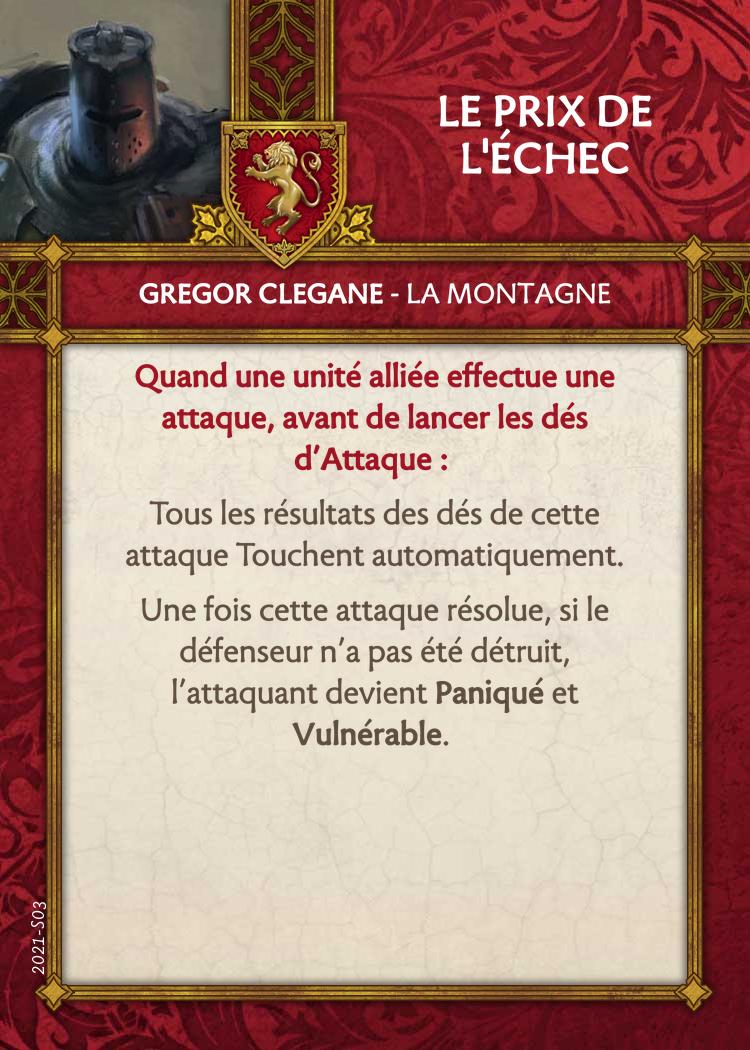 LE PRIX DE
L'ÉCHEC
GREGOR CLEGANE - LA MONTAGNE
Quand une unité alliée effectue une
attaque, avant de lancer les dés
d’Attaque :
Tous les résultats des dés de cette
attaque Touchent automatiquement.
Une fois cette attaque résolue, si le
défenseur n’a pas été détruit,
l’attaquant devient Paniqué et
Vulnérable.
2021-S03